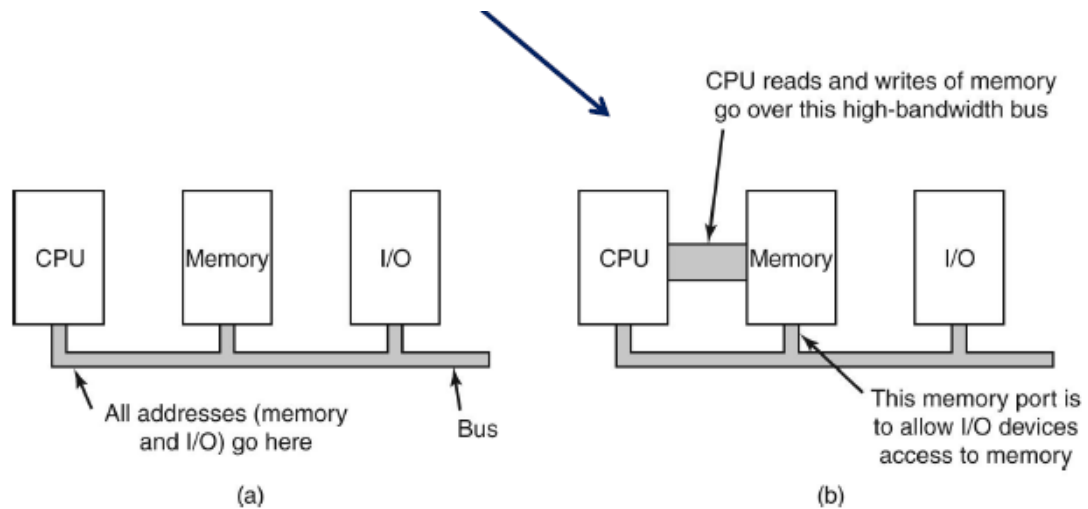 CPU
Memory
I/O
All addresses (memory
and I/O) go here
Bus
(a)
CPU reads and writes of memory
go over this high-bandwidth bus
CPU
Memory
I/O
This memory port is
to allow I/O devices
access to memory
(b)